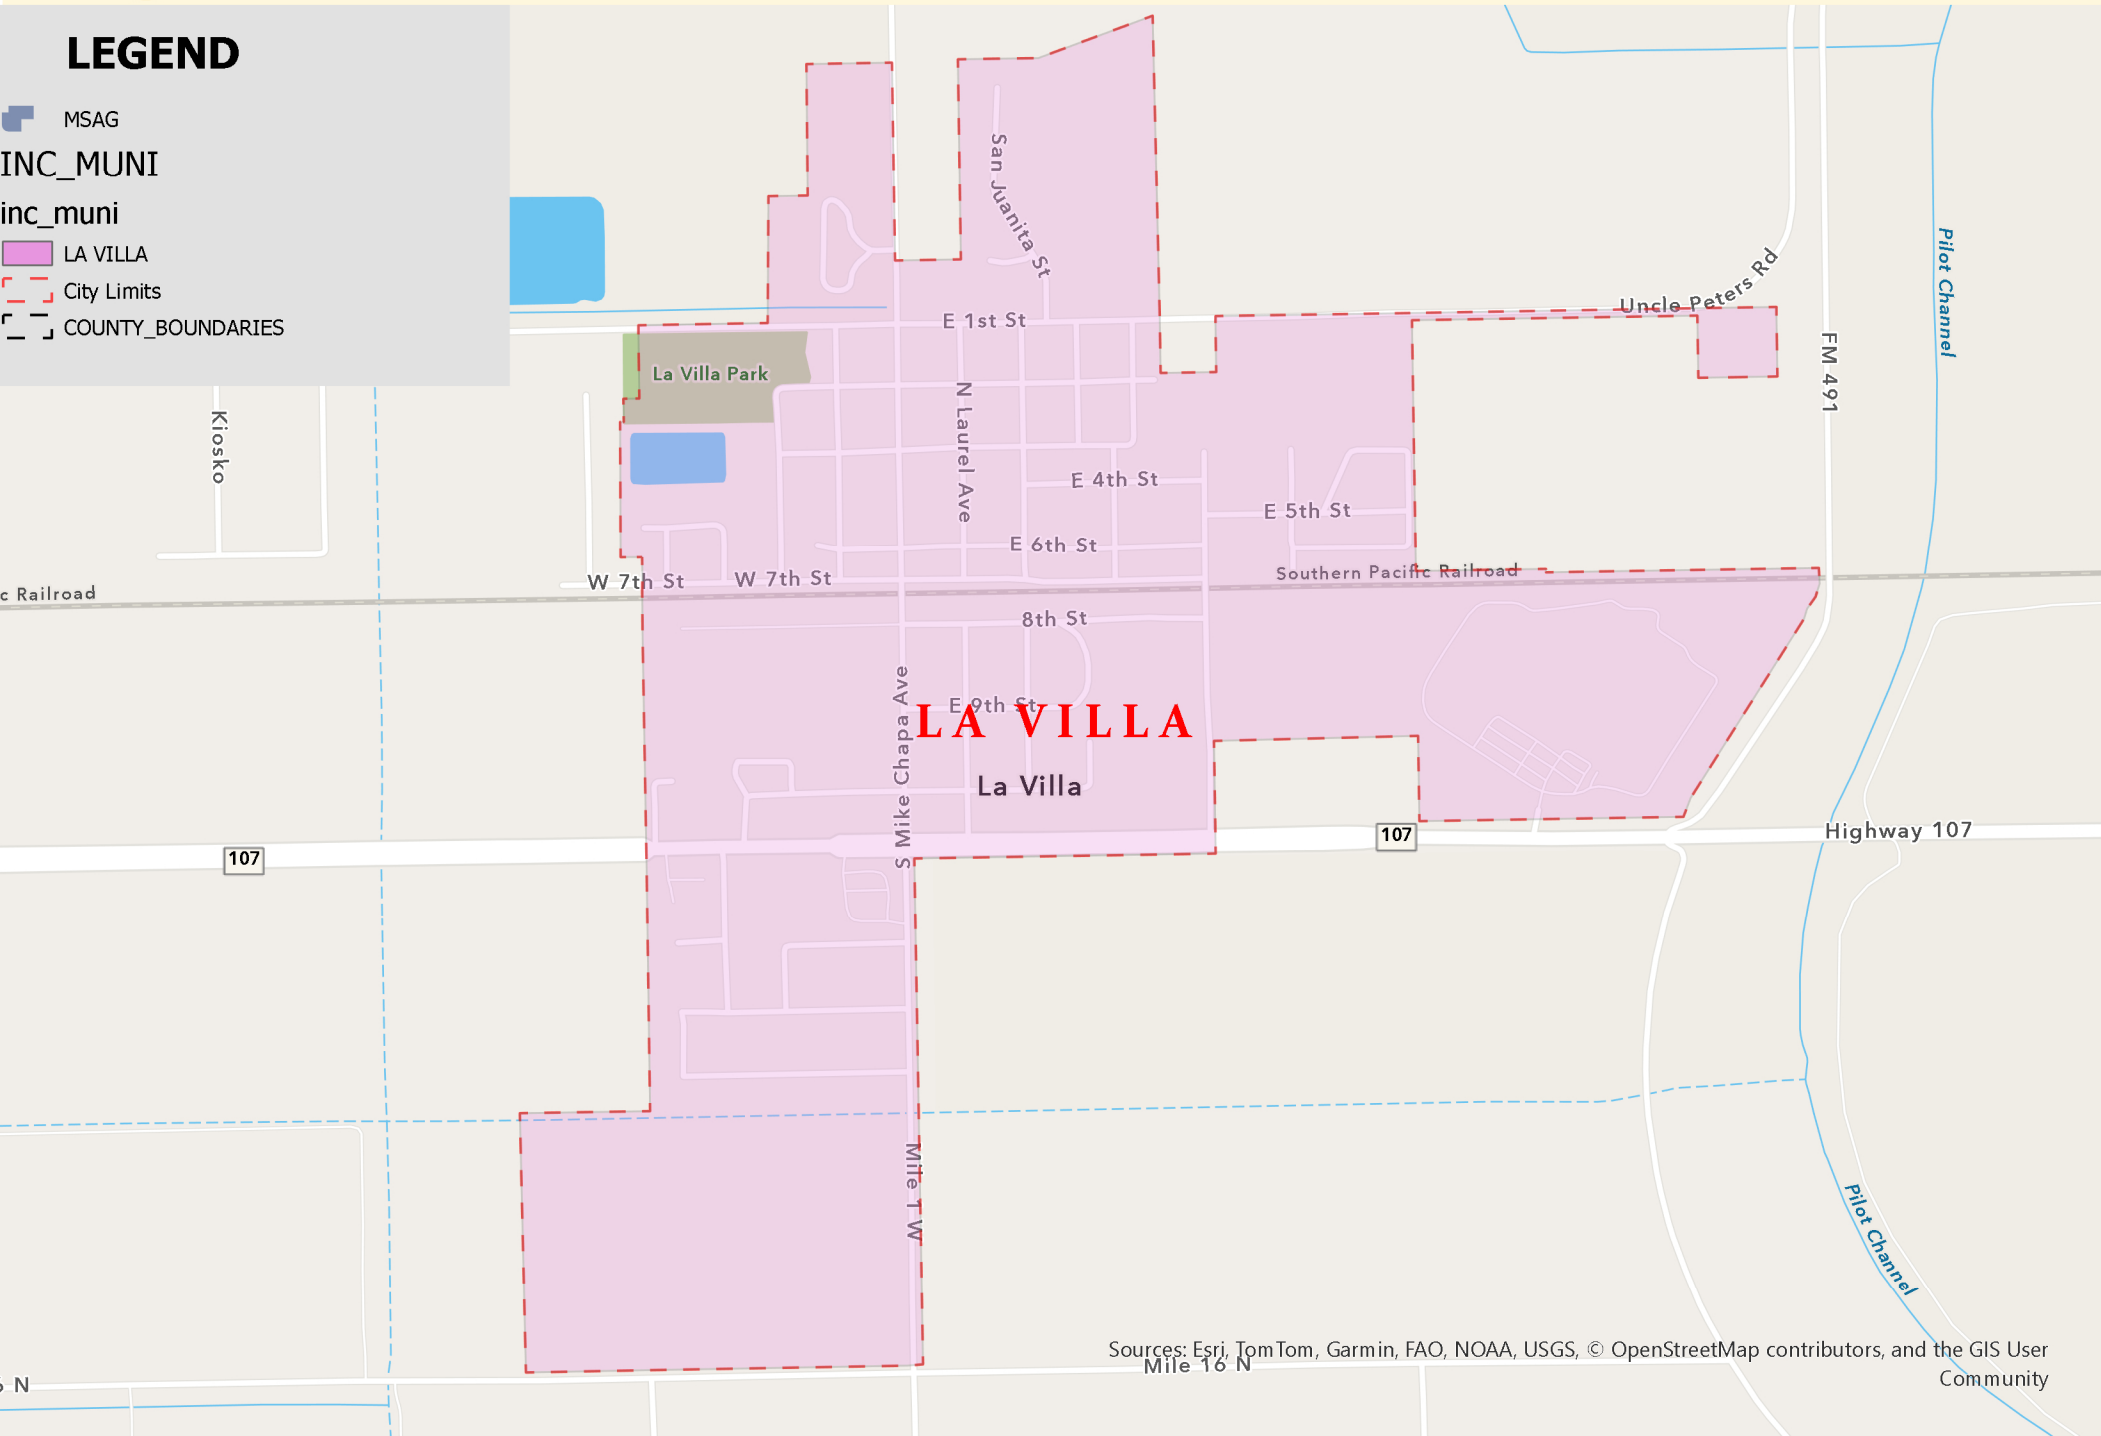 LEGEND
MSAG
INC_MUNI
inc_muni
LA VILLA
City Limits
COUNTY_BOUNDARIES
San Juanita St
Uncle Peters Rd
Pilot Channel
E 1st St
FM 491
La Villa Park
N Laurel Ave
Kiosko
E 4th St
E 5th St
E 6th St
W 7th St
W 7th St
Southern Pacific Railroad
c Railroad
8th St
S Mike Chapa Ave
E 9th St
LA VILLA
La Villa
107
107
Highway 107
Mile 1 W
Pilot Channel
Sources: Esri, TomTom, Garmin, FAO, NOAA, USGS, © OpenStreetMap contributors, and the GIS User
Community
Mile 16 N
6 N